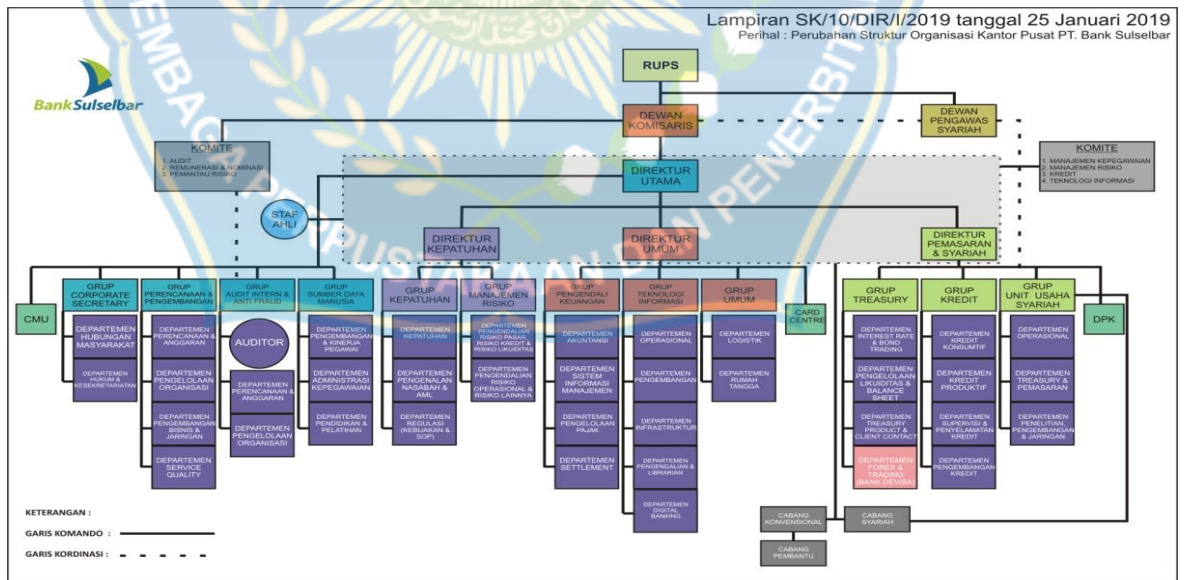 Lampiran SK/10/DIR/I/2019 tanggal 25 Januari 2019
Perihal : Perubahan Struktur Organisasi Kantor Pusat PT. Bank Sulselbar
LEMBAGA PERPUSTAKAAN DAN PENERBIT
BankSulselbar
RUPS
DEWAN
KOMISARIS
DEWAN
PENGAWAS
SYARIAH
KOMITE
1. AUDIT
2. REMUNERASI & NOMINASI
3. PEMANTAU RISIKO
KOMITE
1. MANAJEMEN KEPEGAWAIAN
2. MANAJEMEN RISIKO
3. KREDIT
4. TEKNOLOGI INFORMASI
DIREKTUR
UTAMA
STAF
AHLI
DIREKTUR
KEPATUHAN
DIREKTUR
UMUM
DIREKTUR
PEMASARAN
& SYARIAH
CMU
GRUP
CORPORATE
SECRETARY
GRUP
PERENCANAAN &
PENGEMBANGAN
GRUP
AUDIT INTERN &
ANTI FRAUD
GRUP
SUMBER DAYA
MANUSIA
GRUP
KEPATUHAN
GRUP
MANAJEMEN
RISIKO
GRUP
PENGENDALI
KEUANGAN
GRUP
TEKNOLOGI
INFORMASI
GRUP
UMUM
CARD
CENTRE
GRUP
TREASURY
GRUP
KREDIT
GRUP
UNIT USAHA
SYARIAH
DPK
DEPARTEMEN
HUBUNGAN
MASYARAKAT
DEPARTEMEN
HUKUM &
KESEKRETARIATAN
DEPARTEMEN
PERENCANAAN &
ANGGARAN
DEPARTEMEN
PENGELOLAAN
ORGANISASI
DEPARTEMEN
PENGEMBANGAN
BISNIS &
JARINGAN
DEPARTEMEN
SERVICE
QUALITY
AUDITOR
DEPARTEMEN
PERENCANAAN &
ANGGARAN
DEPARTEMEN
PENGELOLAAN
ORGANISASI
DEPARTEMEN
PENGEMBANGAN
& KINERJA
PEGAWAI
DEPARTEMEN
ADMINISTRASI
KEPEGAWAIAN
DEPARTEMEN
PENDIDIKAN &
PELATIHAN
DEPARTEMEN
KEPATUHAN
DEPARTEMEN
PENGENALAN
NASABAH &
AML
DEPARTEMEN
REGULASI
(KEBIJAKAN &
SOP)
DEPARTEMEN
PENGENDALIAN
RISIKO PASAR,
RISIKO KREDIT &
RISIKO LIKUIDITAS
DEPARTEMEN
PENGENDALIAN
RISIKO
OPERASIONAL &
RISIKO LAINNYA
DEPARTEMEN
AKUNTANSI
DEPARTEMEN
SISTEM
INFORMASI
MANAJEMEN
DEPARTEMEN
PENGELOLAAN
PAJAK
DEPARTEMEN
SETTLEMENT
DEPARTEMEN
OPERASIONAL
DEPARTEMEN
PENGEMBANGAN
DEPARTEMEN
INFRASTRUKTUR
DEPARTEMEN
PENGENDALIAN &
LIBRARIAN
DEPARTEMEN
DIGITAL
BANKING
DEPARTEMEN
LOGISTIK
DEPARTEMEN
RUMAH
TANGGA
DEPARTEMEN
INTEREST RATE &
BOND
TRADING
DEPARTEMEN
PENGELOLAAN
LIKUIDITAS &
BALANCE
SHEET
DEPARTEMEN
TREASURY
PRODUCT &
CLIENT CONTACT
DEPARTEMEN
FOREX &
TRADING
(BANK DEVISA)
DEPARTEMEN
KREDIT
KONSUMTIF
DEPARTEMEN
KREDIT
PRODUKTIF
DEPARTEMEN
SUPERVISI &
PENYELAMATAN
KREDIT
DEPARTEMEN
PENGEMBANGAN
KREDIT
DEPARTEMEN
OPERASIONAL
DEPARTEMEN
TREASURY &
PEMASARAN
DEPARTEMEN
PENELITIAN,
PENGEMBANGAN
& JARINGAN
CABANG
KONVENSIONAL
CABANG
SYARIAH
CABANG
PEMBANTU
KETERANGAN :
GARIS KOMANDO :
GARIS KORDINASI :